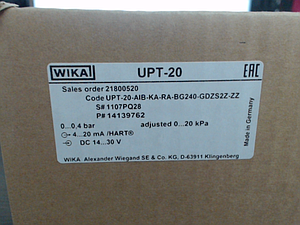 WIKA UPT-20 EAC
Sales order 21800520
Code UPT-20-AIB-KA-RA-BG240-GDZS2Z-ZZ
S# 1107PQ28
P# 14139762
0...0,4 bar adjusted 0...20 kPa
4...20 mA /HART®
DC 14...30 V
WIKA Alexander Wiegand SE & Co. KG, D-63911 Klingenberg
Made in Germany